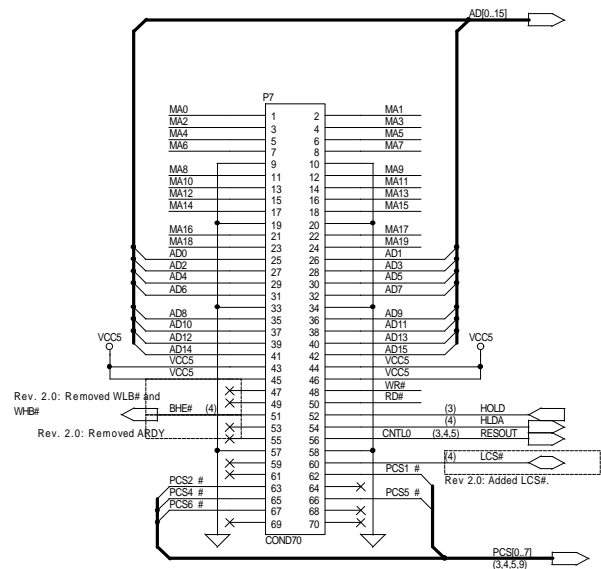 AD[0..15]
P7
MA0 1 2 MA1
MA2 3 4 MA3
MA4 5 6 MA5
MA6 7 8 MA7
9 10
MA8 11 12 MA9
MA10 13 14 MA11
MA12 15 16 MA13
MA14 17 18 MA15
19 20
MA16 21 22 MA17
MA18 23 24 MA19
AD0 25 26 AD1
AD2 27 28 AD3
AD4 29 30 AD5
AD6 31 32 AD7
33 34
AD8 35 36 AD9
AD10 37 38 AD11
AD12 39 40 AD13
AD14 41 42 AD15
VCC5 VCC5
VCC5 43 44 VCC5
VCC5 45 46 VCC5
47 48 WR#
49 50 RD#
Rev. 2.0: Removed WLB# and
WHB#
BHE# (4) 51 52 (3) HOLD
53 54 (4) HLDA
Rev. 2.0: Removed ARDY
55 56 CNTL0 (3,4,5) RESOUT
57 58
59 60 (4) LCS#
61 62 PCS1 #
Rev 2.0: Added LCS#.
PCS2 # 63 64
PCS4 # 65 66 PCS5 #
PCS6 # 67 68
69 70
COND70
PCS[0..7]
(3,4,5,9)